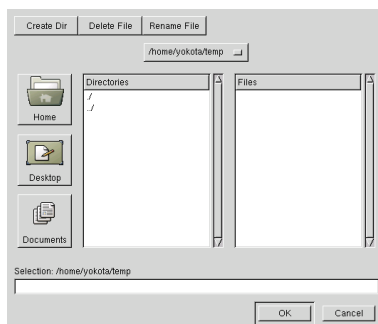 Create Dir Delete File Rename File
/home/yokota/temp
Directories Files
./
../
Home
Desktop
Documents
Selection: /home/yokota/temp
OK Cancel